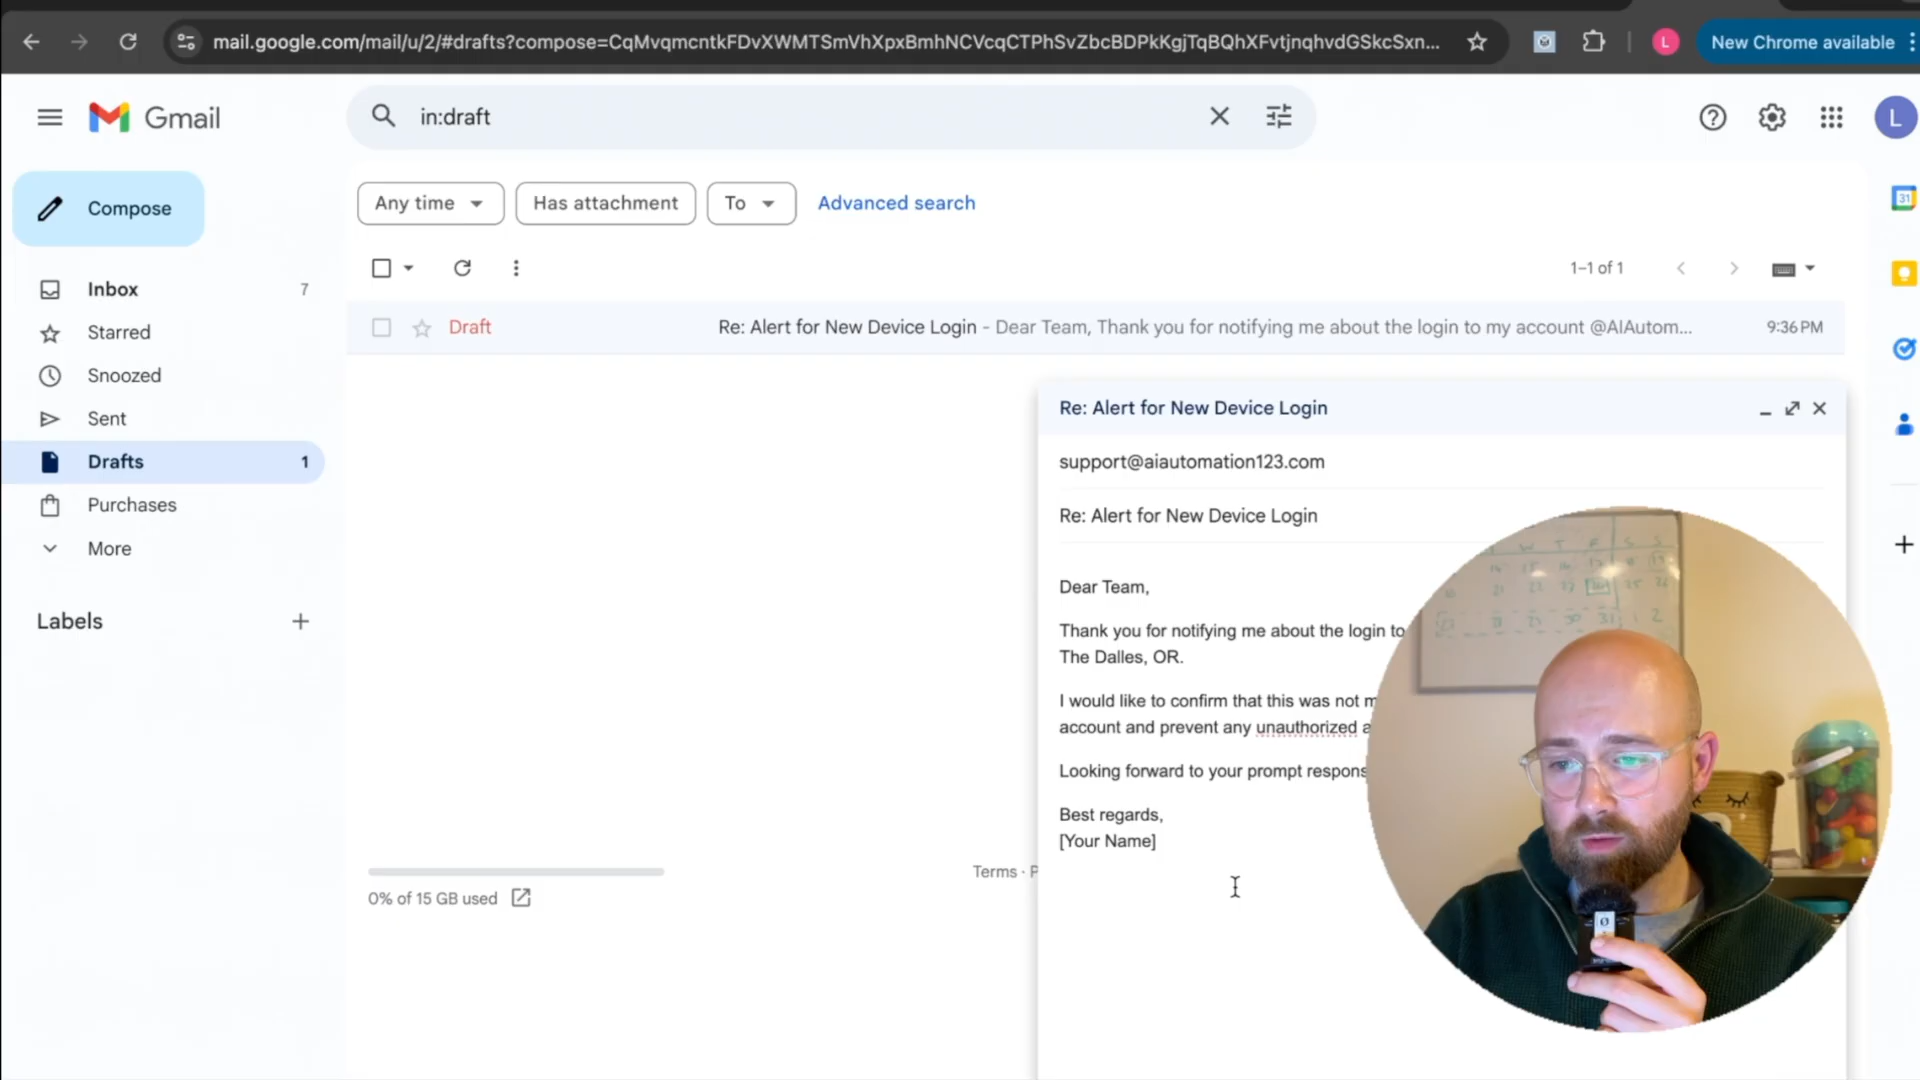 mail.google.com/mail/u/2/#drafts?compose=CqMvqmcntkFDvXWMTSmVhXpxBmhNCVcqCTPhSvZbcBDPkKgjTqBQhXFvtjnqhvdGSkcSxn...
L
New Chrome available
Gmail
in:draft
L
Compose
Any time
Has attachment
To
Advanced search
31
1–1 of 1
Inbox 7
Draft
Re: Alert for New Device Login - Dear Team, Thank you for notifying me about the login to my account @AIAutom...
9:36 PM
Starred
Snoozed
Sent
Drafts 1
Purchases
More
Labels
Re: Alert for New Device Login
support@aiautomation123.com
Re: Alert for New Device Login
Dear Team,
Thank you for notifying me about the login to
The Dalles, OR.
I would like to confirm that this was not
account and prevent any unauthorized
Looking forward to your prompt
Best regards,
[Your Name]
Terms ·
0% of 15 GB used